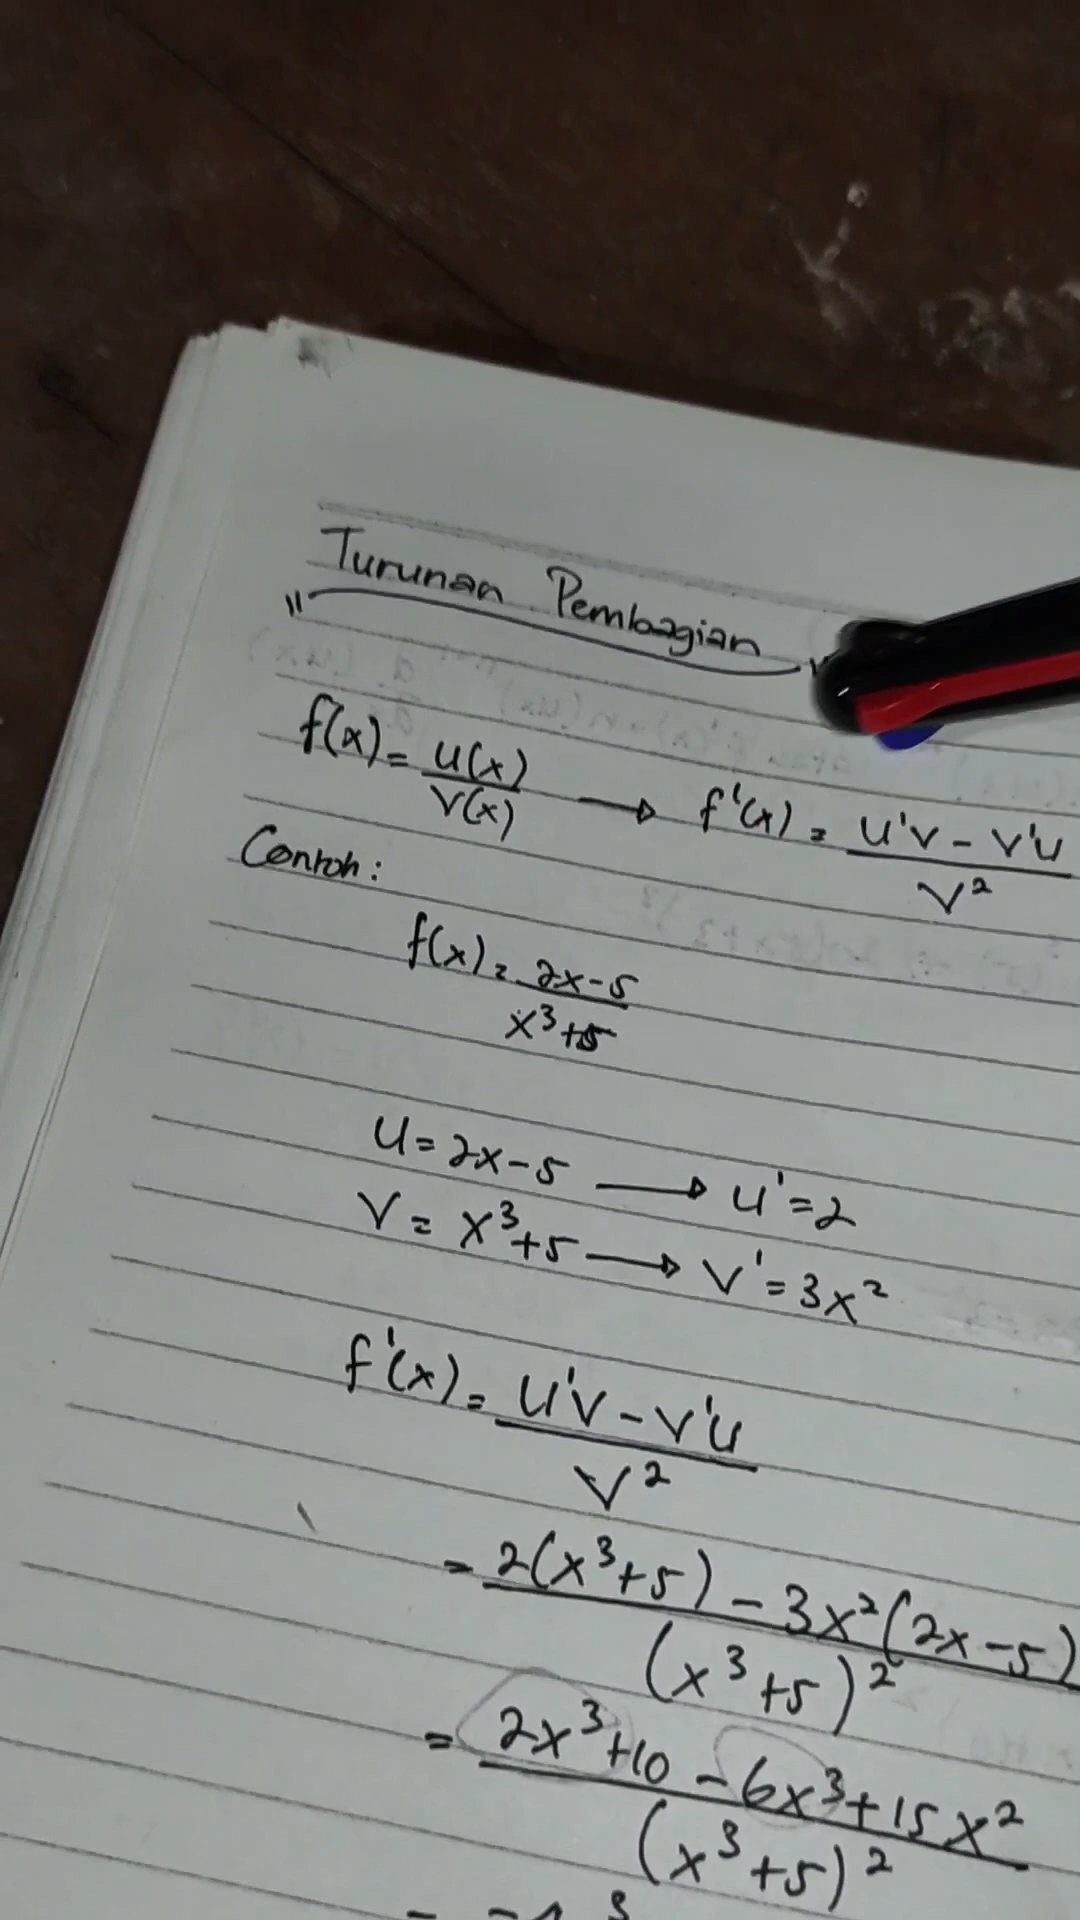 Turunan Pembagian
f(x) = u(x)/v(x) → f'(x) = u'v - v'u/v²
Contoh:
f(x) = 2x-5/x³+5
u = 2x-5 → u' = 2
v = x³+5 → v' = 3x²
f'(x) = u'v - v'u/v²
= 2(x³+5) - 3x²(2x-5)/(x³+5)²
= 2x³+10 - 6x³+15x²/(x³+5)²